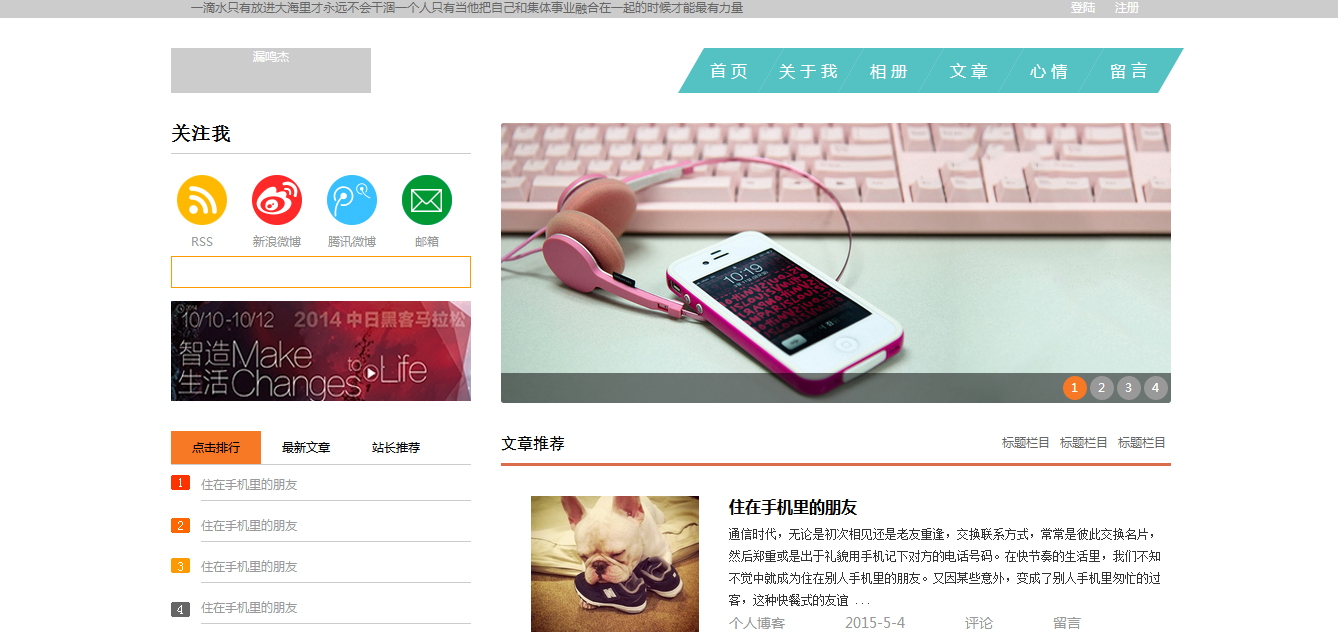 一滴水只有放进大海里才永远不会干涸一个人只有当他把自己和集体事业融合在一起的时候才能最有力量
登陆 注册
漏鸣杰
首页 关于我 相册 文章 心情 留言
关注我
RSS 新浪微博 腾讯微博 邮箱
10/10-10/12 2014 中日黑客马拉松
智造Make
生活Changes to Life
10:19
1 2 3 4
点击排行 最新文章 站长推荐
1 住在手机里的朋友
2 住在手机里的朋友
3 住在手机里的朋友
4 住在手机里的朋友
文章推荐 标题栏目 标题栏目 标题栏目
住在手机里的朋友
通信时代，无论是初次相见还是老友重逢，交换联系方式，常常是彼此交换名片，
然后郑重或是出于礼貌用手机记下对方的电话号码。在快节奏的生活里，我们不知
不觉中就成为住在别人手机里的朋友。又因某些意外，变成了别人手机里匆忙的过
客，这种快餐式的友谊 ...
个人博客 2015-5-4 评论 留言